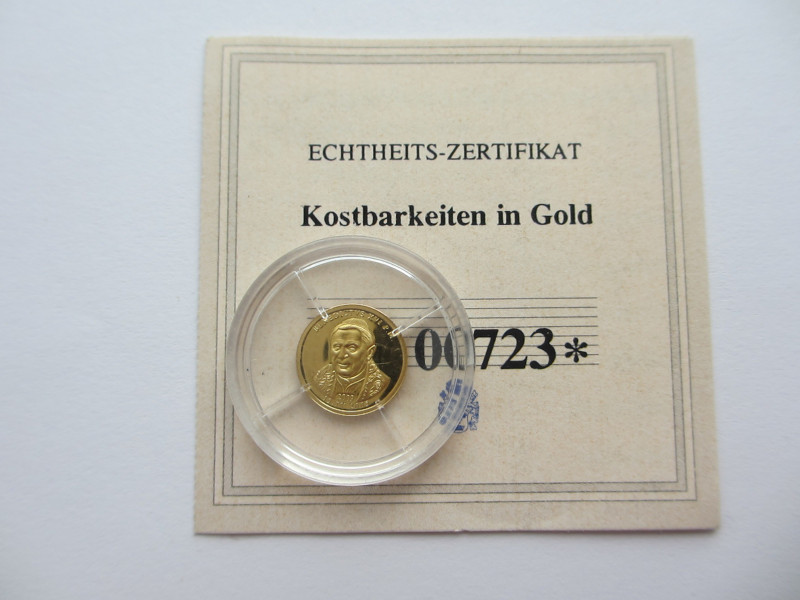 ECHTHEITS-ZERTIFIKAT
Kostbarkeiten in Gold
00723*